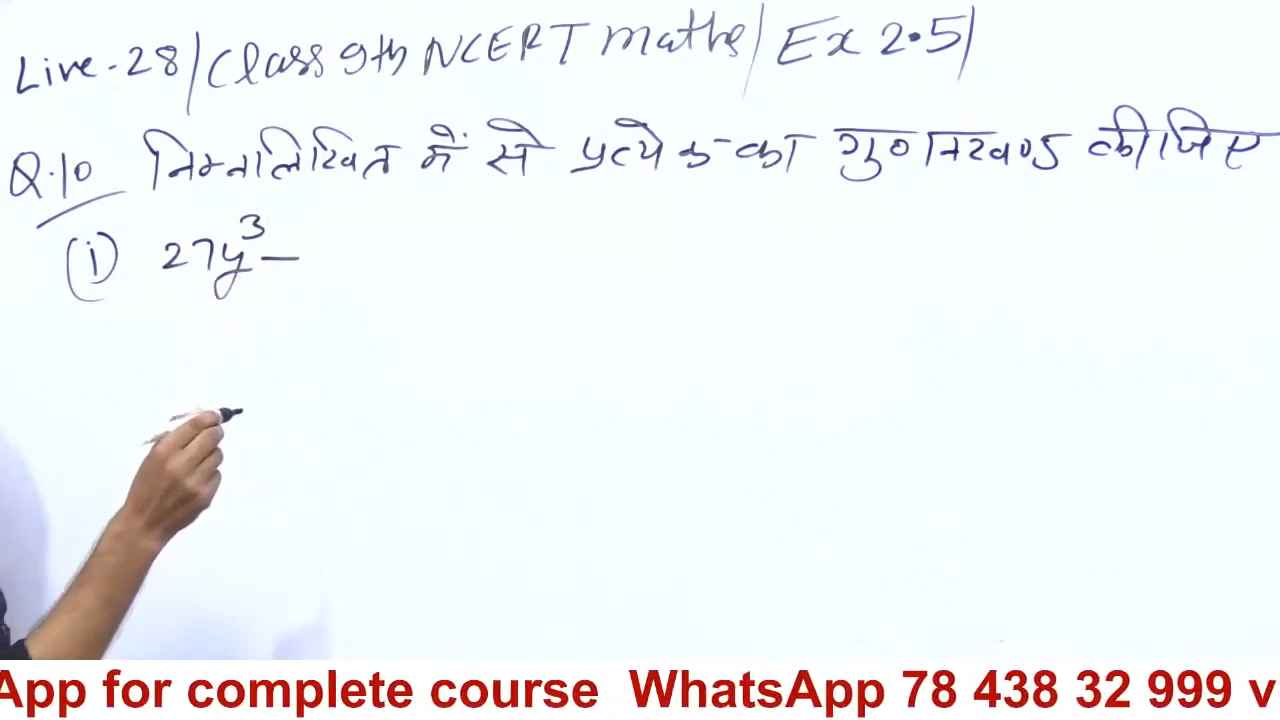 Live-28/Class 9th NCERT maths/Ex 2.5/
Q.10 निम्नलिखित में से प्रत्येक का गुणनखण्ड कीजिए
(i) 27y³ –
App for complete course WhatsApp 78 438 32 999 v